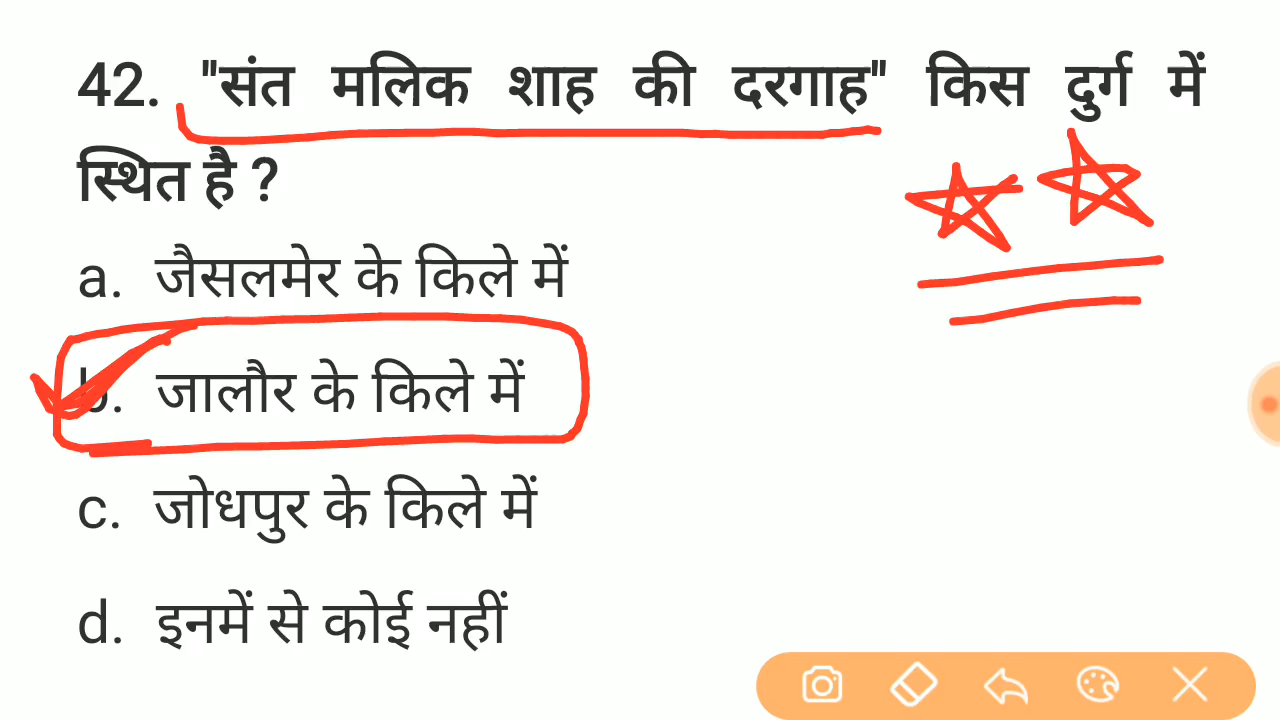 42. "संत मलिक शाह की दरगाह" किस दुर्ग में
स्थित है ?
a. जैसलमेर के किले में
b. जालौर के किले में
c. जोधपुर के किले में
d. इनमें से कोई नहीं